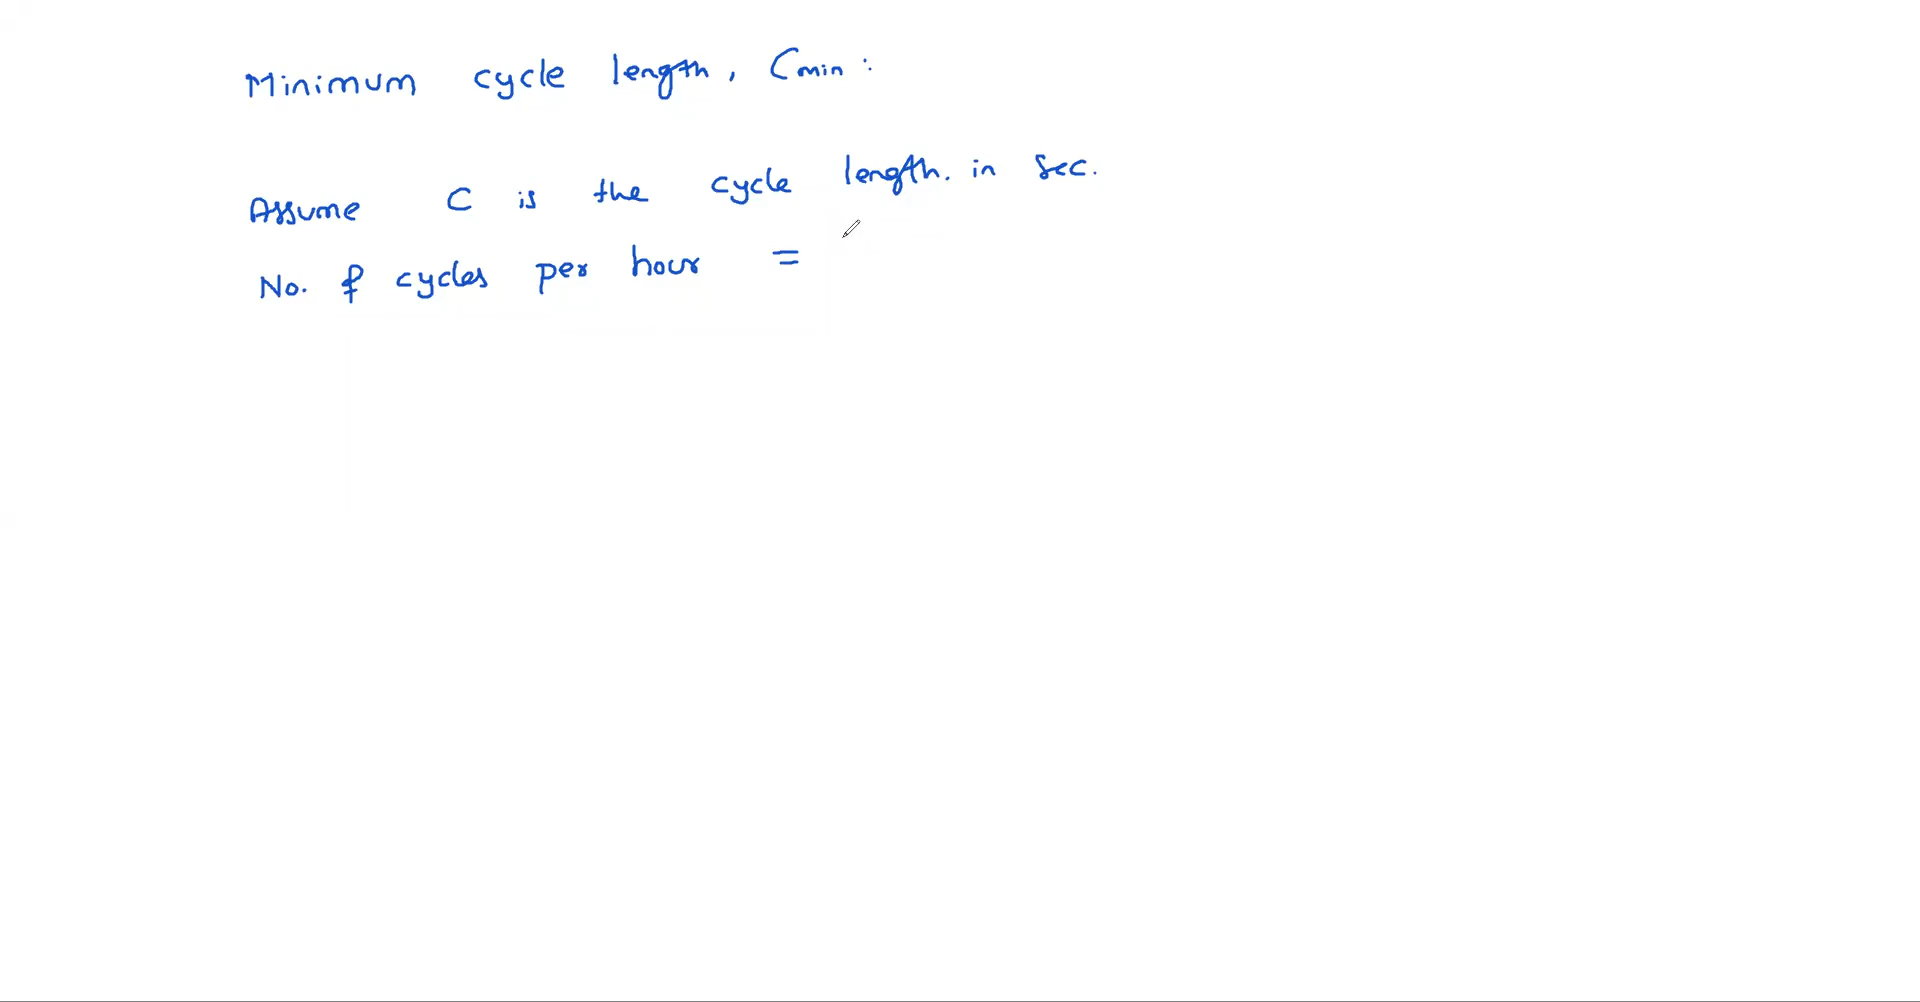 Minimum cycle length, Cmin :
Assume C is the cycle length. in sec.
No. of cycles per hour =